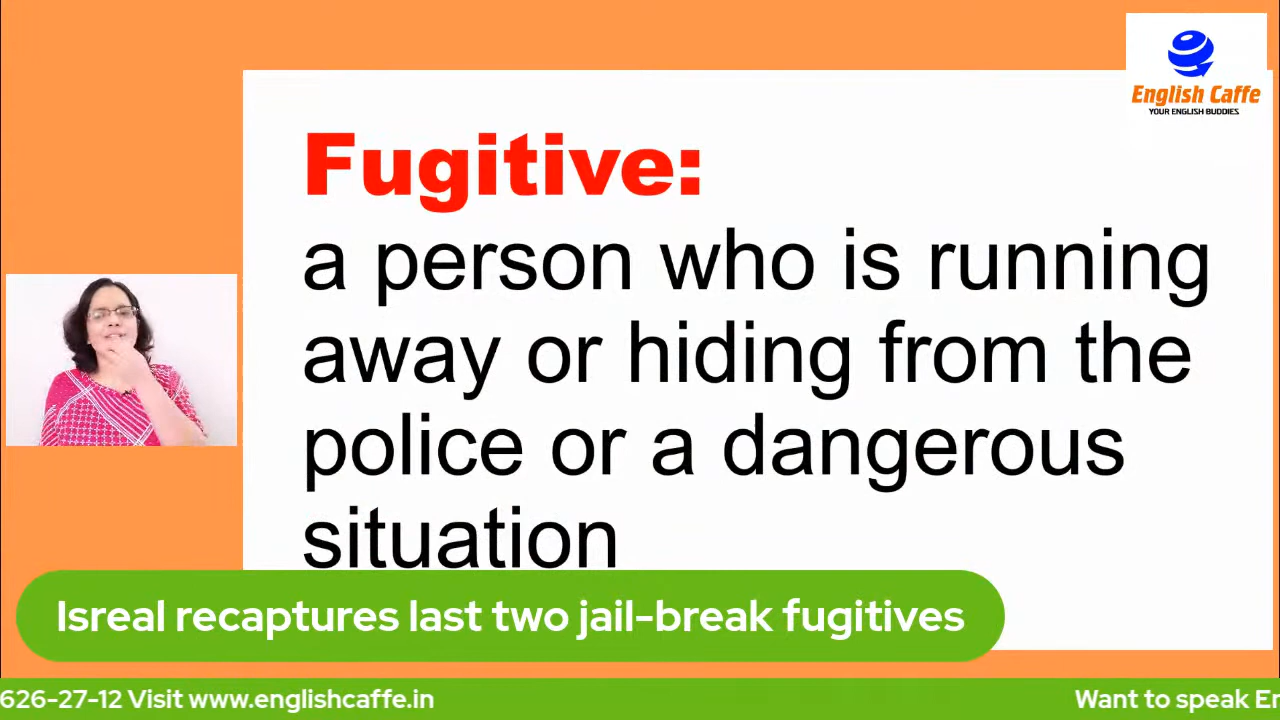 English Caffe
YOUR ENGLISH BUDDIES
Fugitive:
a person who is running
away or hiding from the
police or a dangerous
situation
Isreal recaptures last two jail-break fugitives
626-27-12 Visit www.englishcaffe.in
Want to speak Er